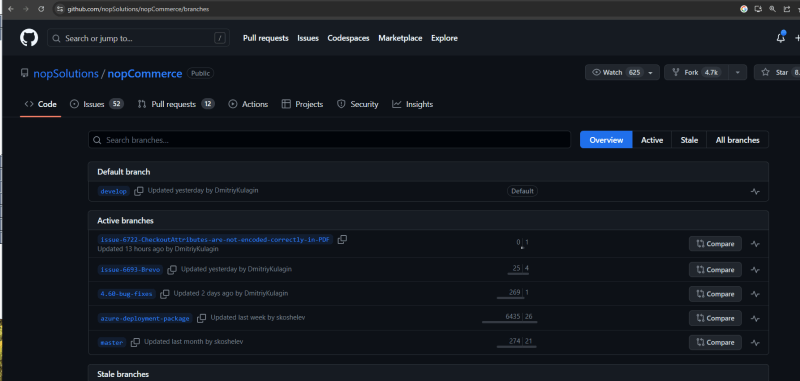 github.com/nopSolutions/nopCommerce/branches
Search or jump to... /
Pull requests Issues Codespaces Marketplace Explore
nopSolutions / nopCommerce Public
Watch 625 Fork 4.7k Star
Code Issues 52 Pull requests 12 Actions Projects Security Insights
Search branches...
Overview Active Stale All branches
Default branch
develop Updated yesterday by DmitriyKulagin Default
Active branches
issue-6722-CheckoutAttributes-are-not-encoded-correctly-in-PDF
Updated 13 hours ago by DmitriyKulagin 0 1 Compare
issue-6693-Brevo Updated yesterday by DmitriyKulagin 25 4 Compare
4.60-bug-fixes Updated 2 days ago by DmitriyKulagin 269 1 Compare
azure-deployment-package Updated last week by skoshelev 6435 26 Compare
master Updated last month by skoshelev 274 21 Compare
Stale branches